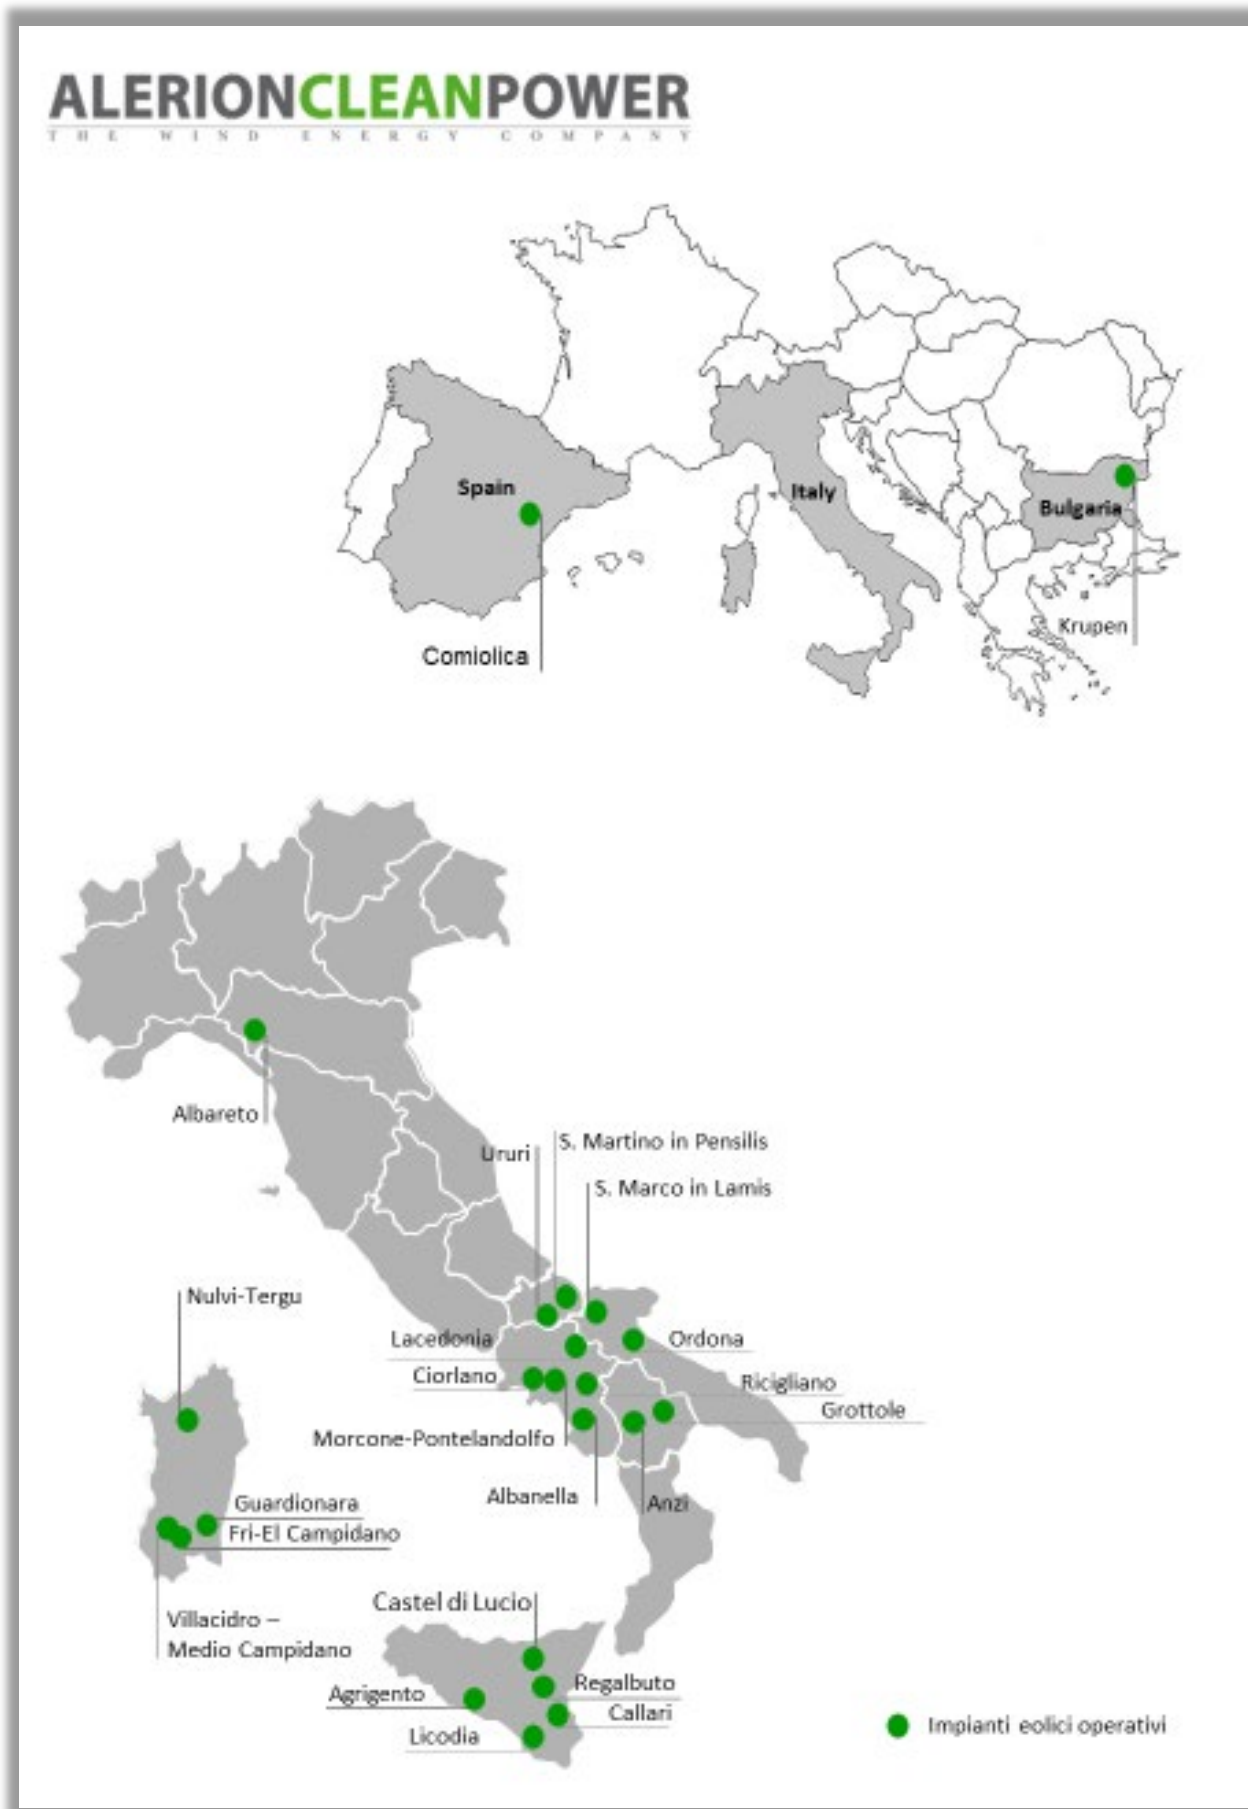 ALERIONCLEANPOWER
THE WIND ENERGY COMPANY
Spain
Italy
Bulgaria
Krupen
Comiolica
Albareto
Ururi
S. Martino in Pensilis
S. Marco in Lamis
Nulvi-Tergu
Lacedonia
Ordona
Ciorlano
Ricigliano
Grottole
Morcone-Pontelandolfo
Albanella
Anzi
Guardionara
Fri-El Campidano
Castel di Lucio
Villacidro –
Medio Campidano
Regalbuto
Agrigento
Callari
Licodia
Impianti eolici operativi